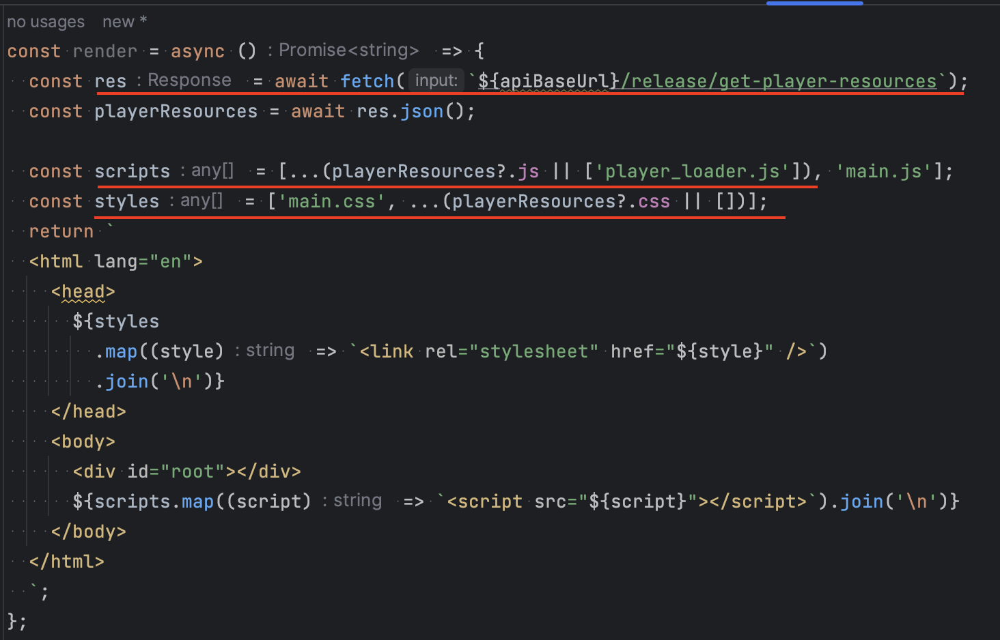 no usages new *
const render = async () : Promise<string> => {
const res : Response = await fetch( input: `${apiBaseUrl}/release/get-player-resources`);
const playerResources = await res.json();
const scripts : any[] = [...(playerResources?.js || ['player_loader.js']), 'main.js'];
const styles : any[] = ['main.css', ...(playerResources?.css || [])];
return `
<html lang="en">
<head>
${styles
.map((style) : string => `<link rel="stylesheet" href="${style}" />`)
.join('\n')}
</head>
<body>
<div id="root"></div>
${scripts.map((script) : string => `<script src="${script}"></script>`).join('\n')}
</body>
</html>
`;
};